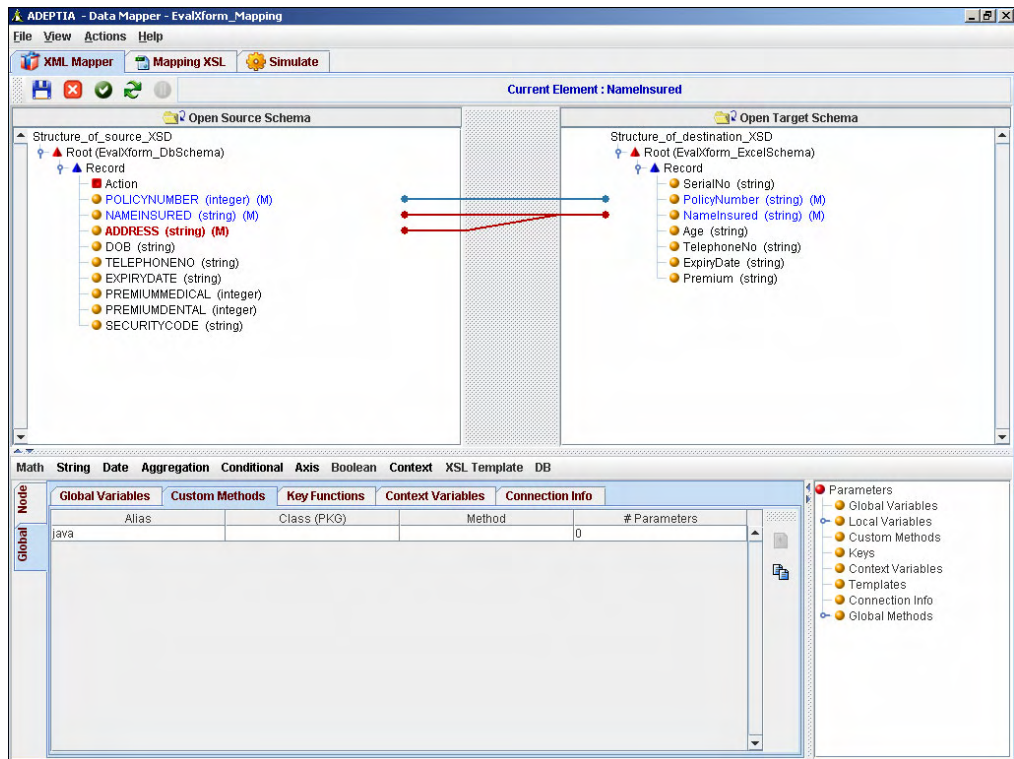 ADEPTIA - Data Mapper - EvalXform_Mapping
File View Actions Help
XML Mapper Mapping XSL Simulate
Current Element : NameInsured
Open Source Schema
Structure_of_source_XSD
Root (EvalXform_DbSchema)
Record
Action
POLICYNUMBER (integer) (M)
NAMEINSURED (string) (M)
ADDRESS (string) (M)
DOB (string)
TELEPHONENO (string)
EXPIRYDATE (string)
PREMIUMMEDICAL (integer)
PREMIUMDENTAL (integer)
SECURITYCODE (string)
Open Target Schema
Structure_of_destination_XSD
Root (EvalXform_ExcelSchema)
Record
SerialNo (string)
PolicyNumber (string) (M)
NameInsured (string) (M)
Age (string)
TelephoneNo (string)
ExpiryDate (string)
Premium (string)
Math String Date Aggregation Conditional Axis Boolean Context XSL Template DB
Node
Global
Global Variables Custom Methods Key Functions Context Variables Connection Info
Alias Class (PKG) Method # Parameters
java 0
Parameters
Global Variables
Local Variables
Custom Methods
Keys
Context Variables
Templates
Connection Info
Global Methods